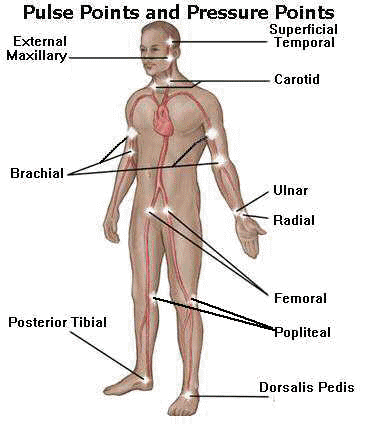 Pulse Points and Pressure Points
Superficial
Temporal
External
Maxillary
Carotid
Brachial
Ulnar
Radial
Femoral
Posterior Tibial
Popliteal
Dorsalis Pedis